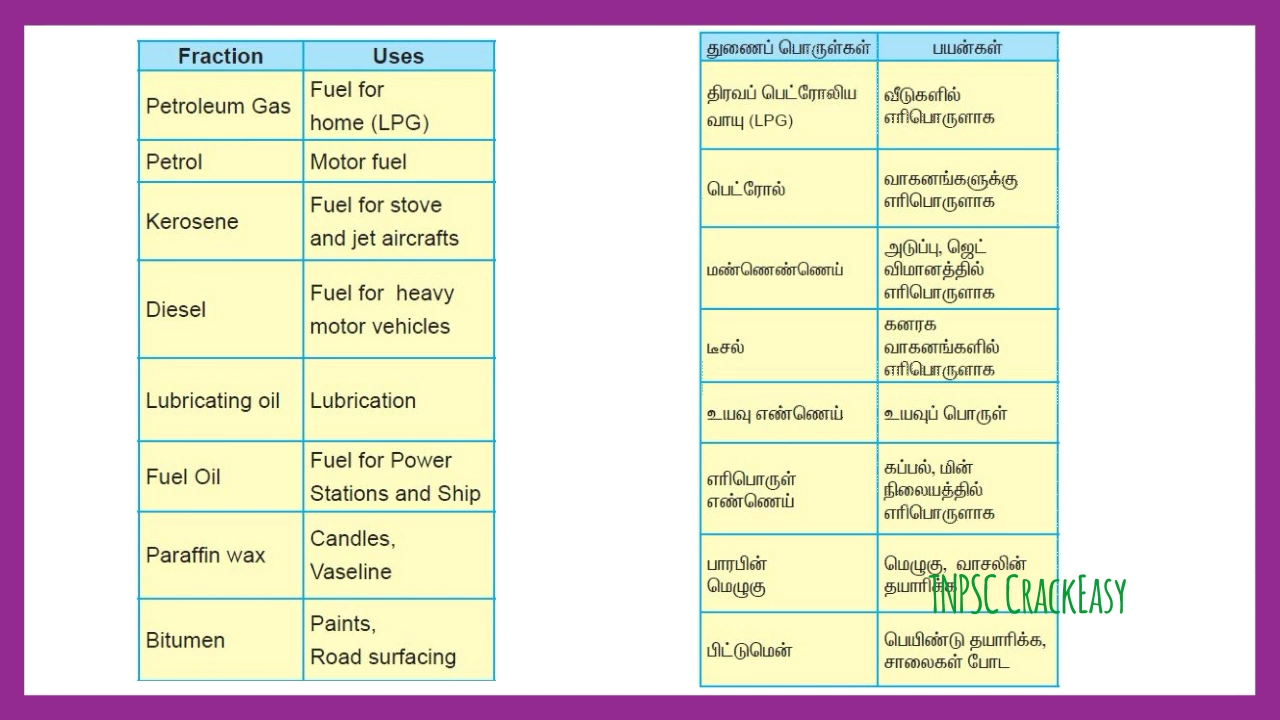 Fraction Uses
Petroleum Gas
Fuel for
home (LPG)
Petrol
Motor fuel
Kerosene
Fuel for stove
and jet aircrafts
Diesel
Fuel for heavy
motor vehicles
Lubricating oil
Lubrication
Fuel Oil
Fuel for Power
Stations and Ship
Paraffin wax
Candles,
Vaseline
Bitumen
Paints,
Road surfacing
துணைப் பொருள்கள் பயன்கள்
திரவப் பெட்ரோலிய
வாயு (LPG)
வீடுகளில்
எரிபொருளாக
பெட்ரோல்
வாகனங்களுக்கு
எரிபொருளாக
மண்ணெண்ணெய்
அடுப்பு, ஜெட்
விமானத்தில்
எரிபொருளாக
டீசல்
கனரக
வாகனங்களில்
எரிபொருளாக
உயவு எண்ணெய்
உயவுப் பொருள்
எரிபொருள்
எண்ணெய்
கப்பல், மின்
நிலையத்தில்
எரிபொருளாக
பாரபின்
மெழுகு
மெழுகு, வாசலின்
தயாரிக்க
TNPSC CrackEasy
பிட்டுமென்
பெயிண்டு தயாரிக்க,
சாலைகள் போட